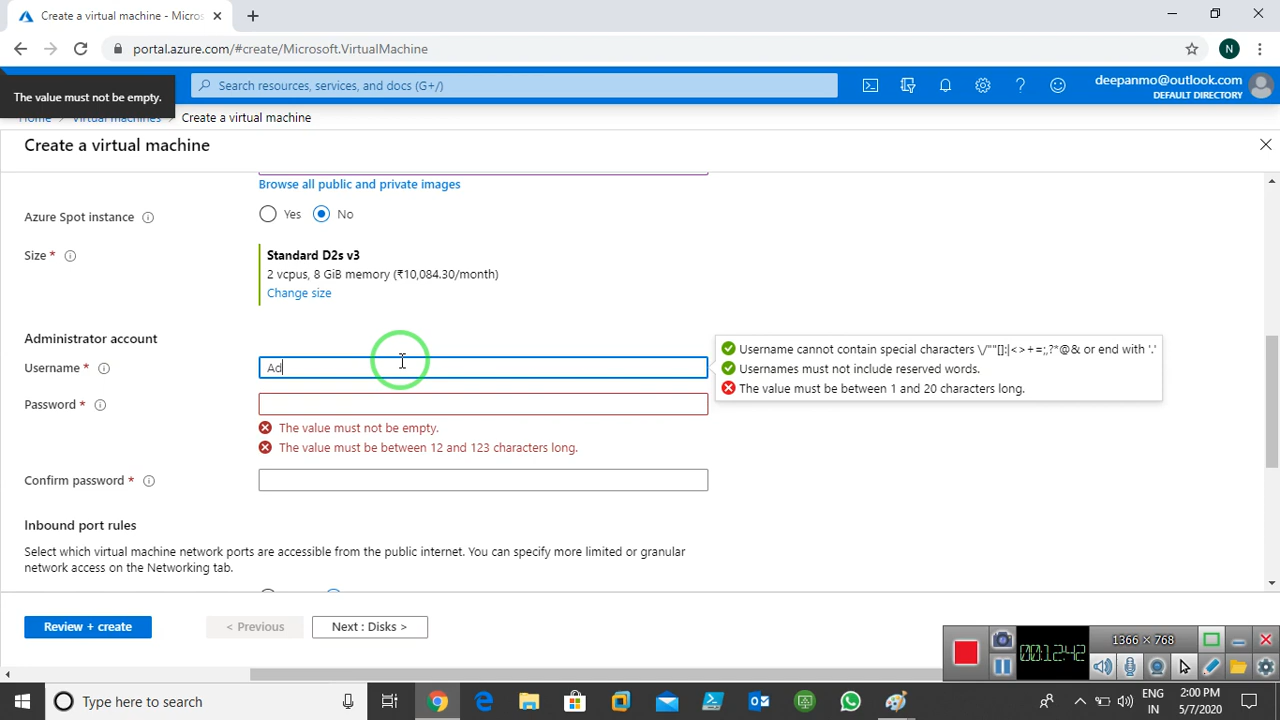 Create a virtual machine - Micros
portal.azure.com/#create/Microsoft.VirtualMachine
N
The value must not be empty.
Search resources, services, and docs (G+/)
deepanmo@outlook.com
DEFAULT DIRECTORY
Home > Virtual machines > Create a virtual machine
Create a virtual machine
Browse all public and private images
Azure Spot instance
Yes No
Size *
Standard D2s v3
2 vcpus, 8 GiB memory (₹10,084.30/month)
Change size
Administrator account
Username *
Ad
Username cannot contain special characters \/""[]:|<>+=;,?*@& or end with '.'
Usernames must not include reserved words.
The value must be between 1 and 20 characters long.
Password *
The value must not be empty.
The value must be between 12 and 123 characters long.
Confirm password *
Inbound port rules
Select which virtual machine network ports are accessible from the public internet. You can specify more limited or granular
network access on the Networking tab.
Review + create
< Previous
Next : Disks >
1366 × 768
00:12:42
Type here to search
ENG
IN
2:00 PM
5/7/2020